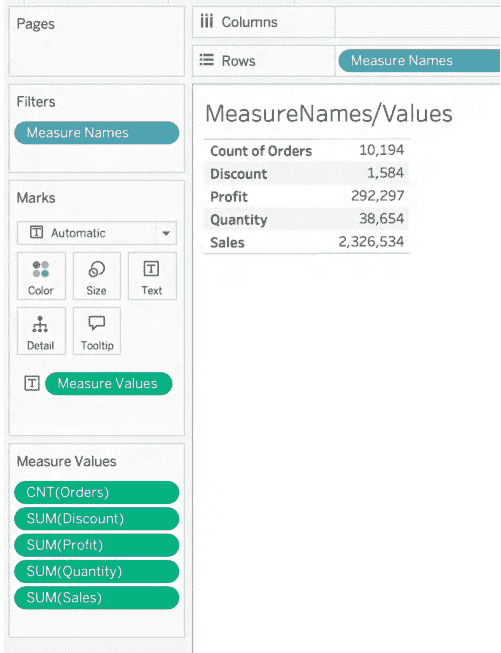 Pages
Columns
Rows
Measure Names
Filters
Measure Names
MeasureNames/Values
Count of Orders 10,194
Discount 1,584
Profit 292,297
Quantity 38,654
Sales 2,326,534
Marks
T Automatic
Color Size T Text
Detail Tooltip
T Measure Values
Measure Values
CNT(Orders)
SUM(Discount)
SUM(Profit)
SUM(Quantity)
SUM(Sales)